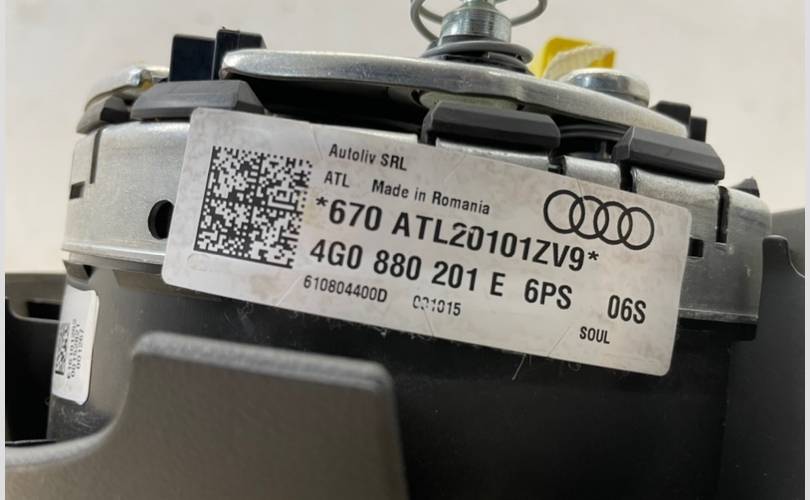 Autoliv SRL
ATL Made in Romania
*670 ATL20101ZV9*
4G0 880 201 E 6PS 06S
610804400D
SOUL